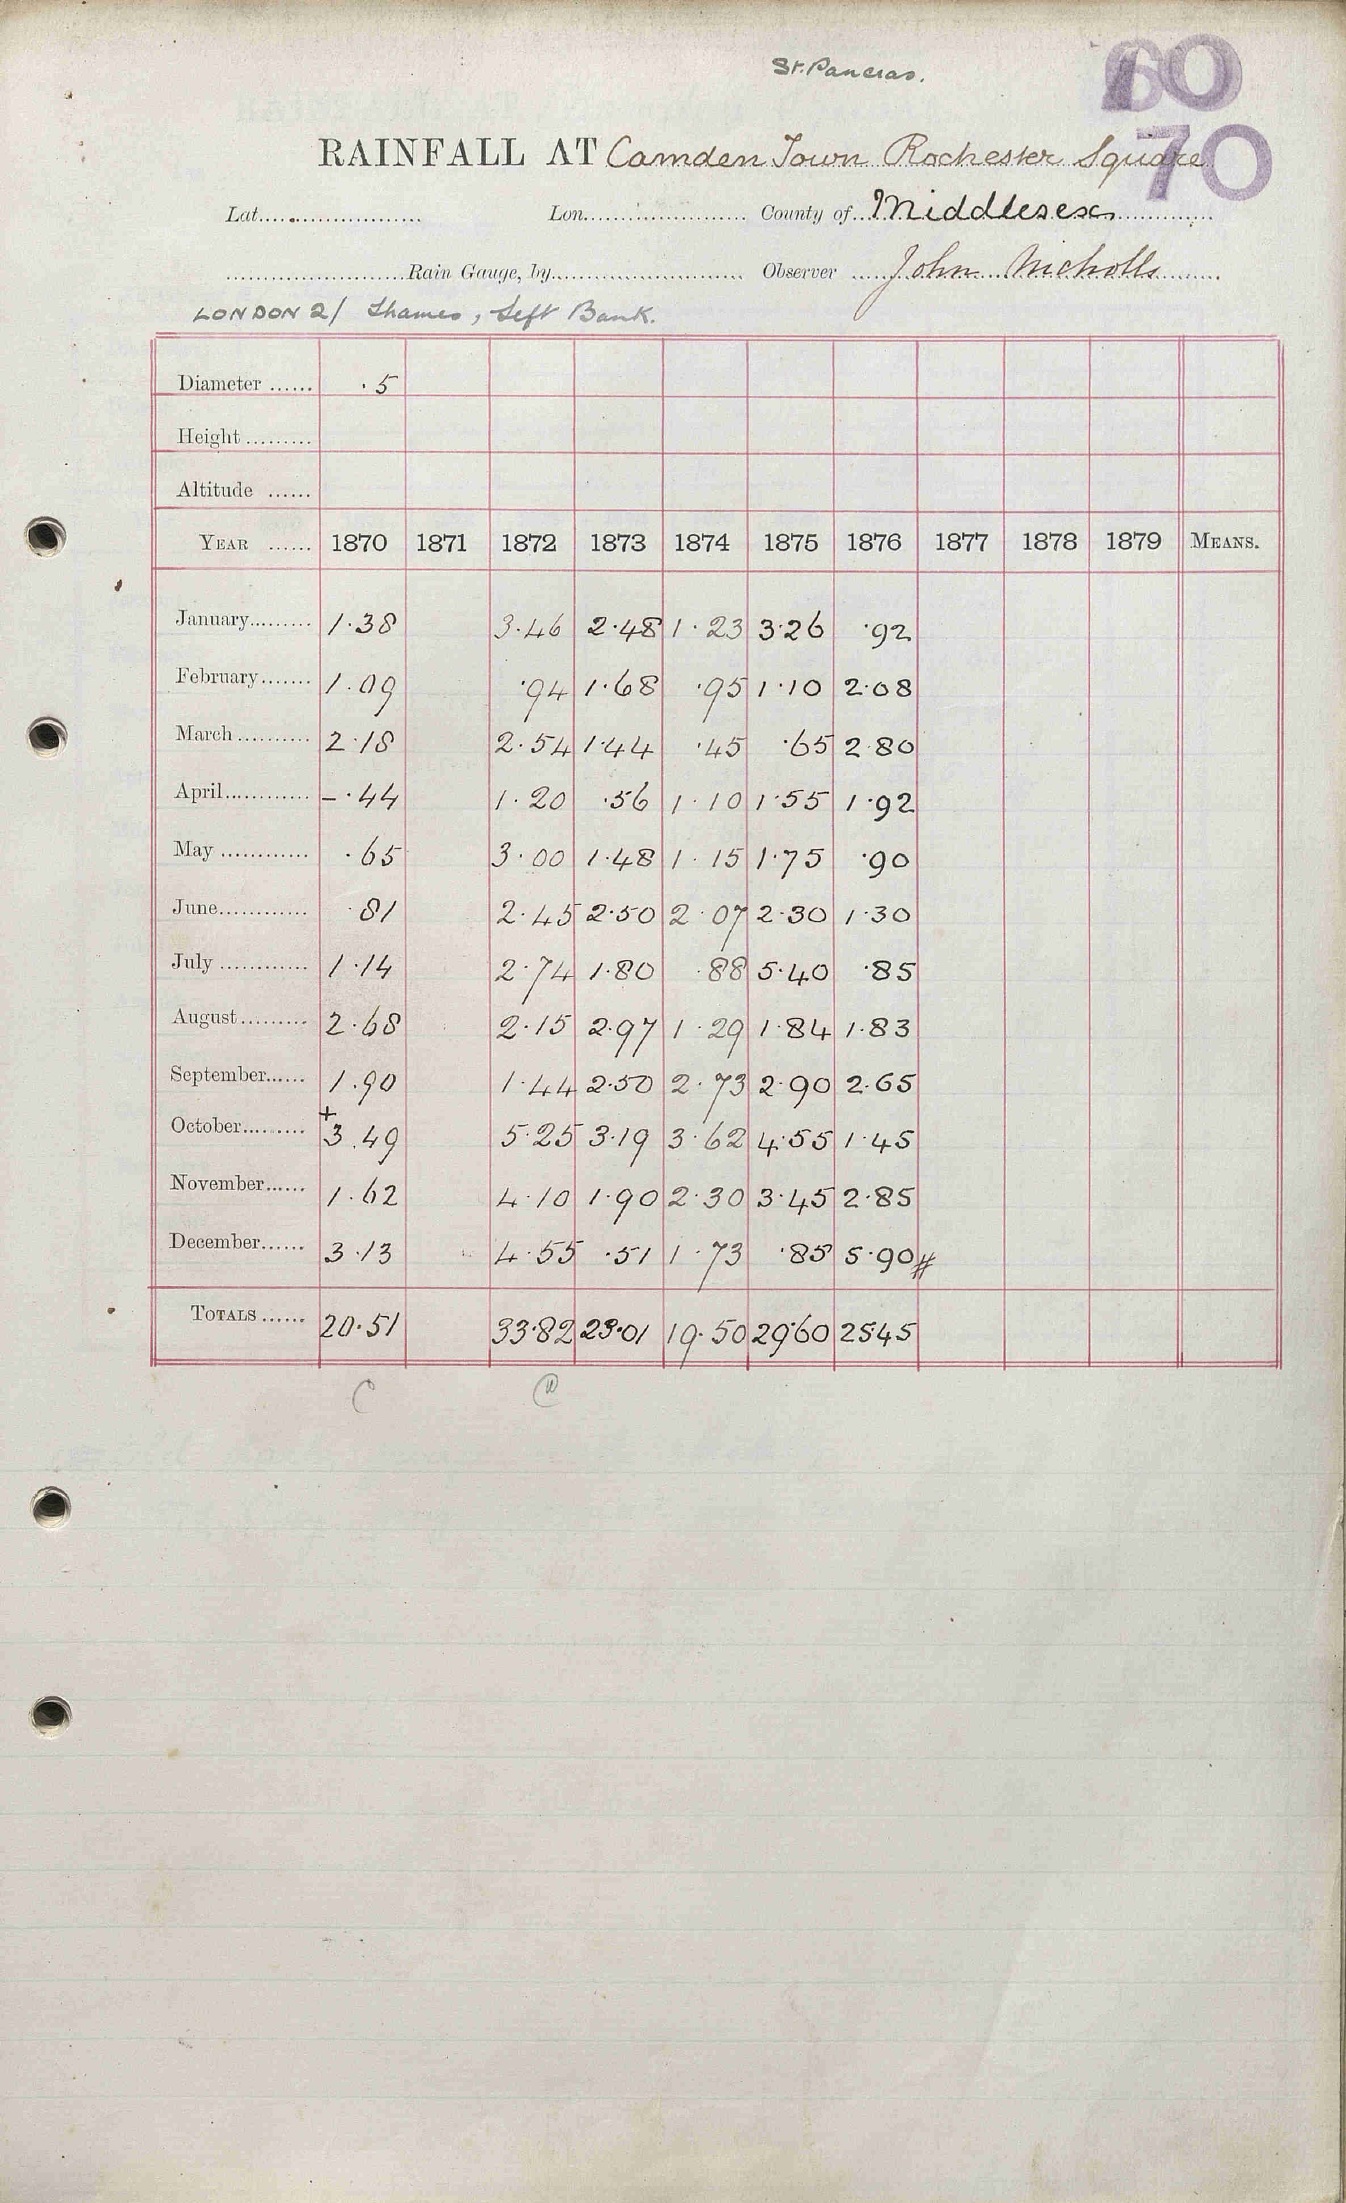 St. Pancras.
60
70
RAINFALL AT Camden Town Rochester Square
Lat. Lon. County of Middlesex
Rain Gauge, by Observer John Nicholls
LONDON 2/ Thames, Left Bank.
Diameter ...... .5
Height .........
Altitude ......
YEAR ...... 1870 1871 1872 1873 1874 1875 1876 1877 1878 1879 MEANS.
January......... 1.38 3.46 2.48 1.23 3.26 .92
February....... 1.09 .94 1.68 .95 1.10 2.08
March .......... 2.18 2.54 1.44 .45 .65 2.80
April............ -.44 1.20 .56 1.10 1.55 1.92
May ............ .65 3.00 1.48 1.15 1.75 .90
June............ .81 2.45 2.50 2.07 2.30 1.30
July ............ 1.14 2.74 1.80 .88 5.40 .85
August......... 2.68 2.15 2.97 1.29 1.84 1.83
September...... 1.90 1.44 2.50 2.73 2.90 2.65
October......... +3.49 5.25 3.19 3.62 4.55 1.45
November...... 1.62 4.10 1.90 2.30 3.45 2.85
December...... 3.13 4.55 .51 1.73 .85 5.90#
TOTALS ...... 20.51 33.82 23.01 19.50 29.60 25.45